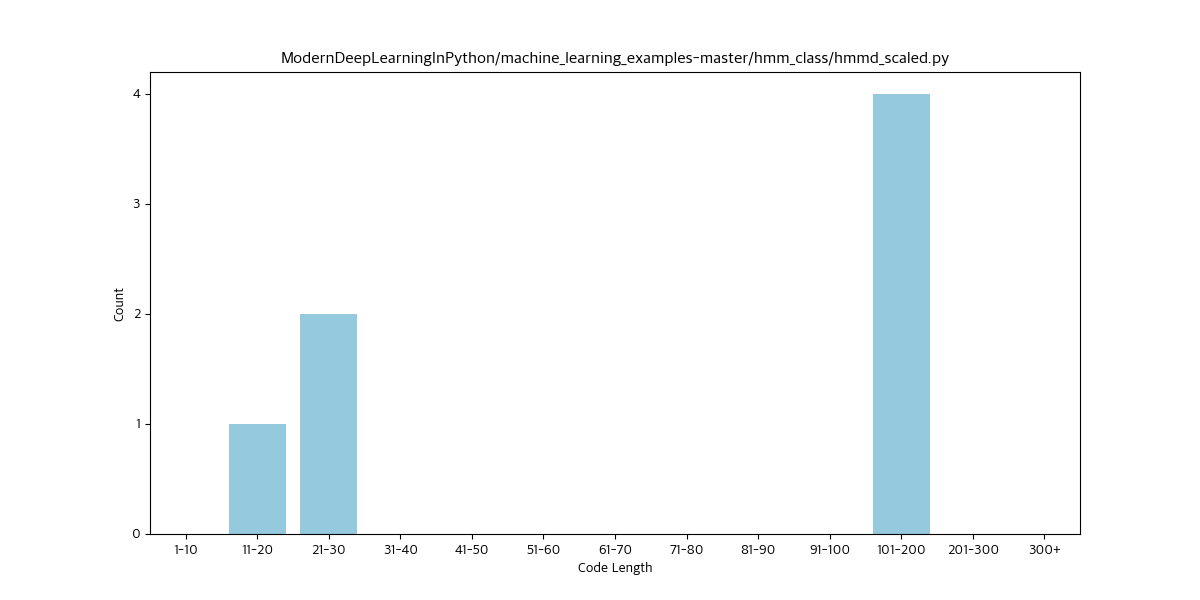 ModernDeepLearningInPython/machine_learning_examples-master/hmm_class/hmmd_scaled.py
4
3
2
1
0
Count
1-10 11-20 21-30 31-40 41-50 51-60 61-70 71-80 81-90 91-100 101-200 201-300 300+
Code Length